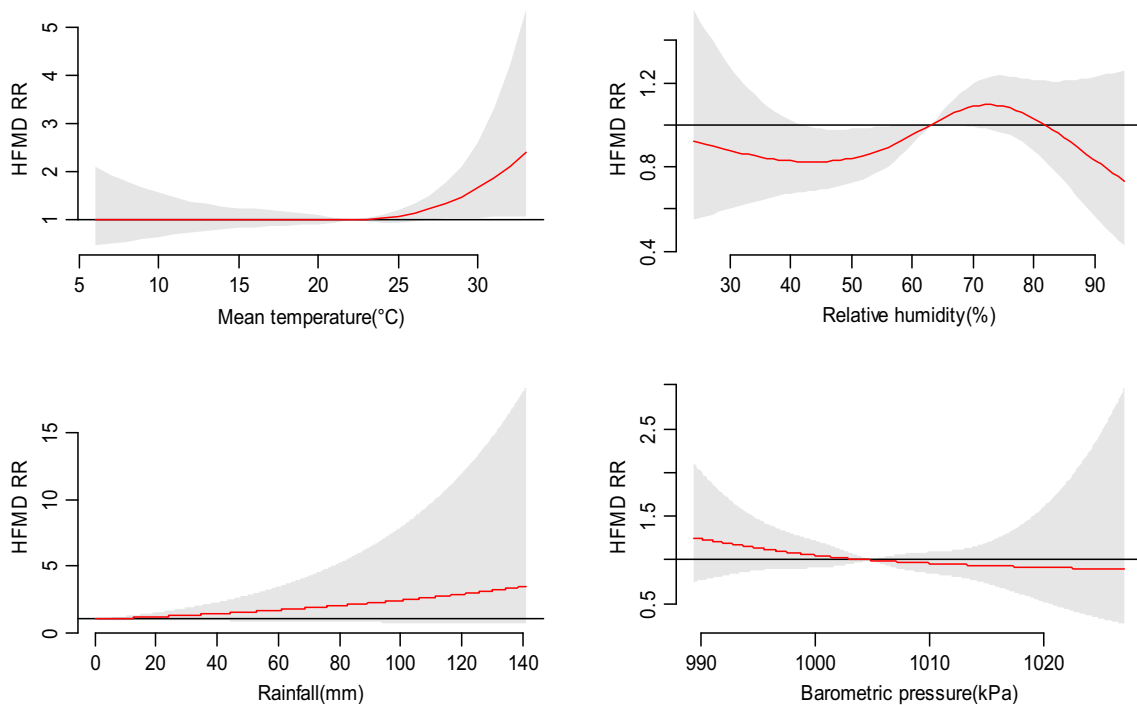 HFMD RR
1 2 3 4 5
5 10 15 20 25 30
Mean temperature(°C)
HFMD RR
0.4 0.8 1.2
30 40 50 60 70 80 90
Relative humidity(%)
HFMD RR
0 5 10 15
0 20 40 60 80 100 120 140
Rainfall(mm)
HFMD RR
0.5 1.5 2.5
990 1000 1010 1020
Barometric pressure(kPa)